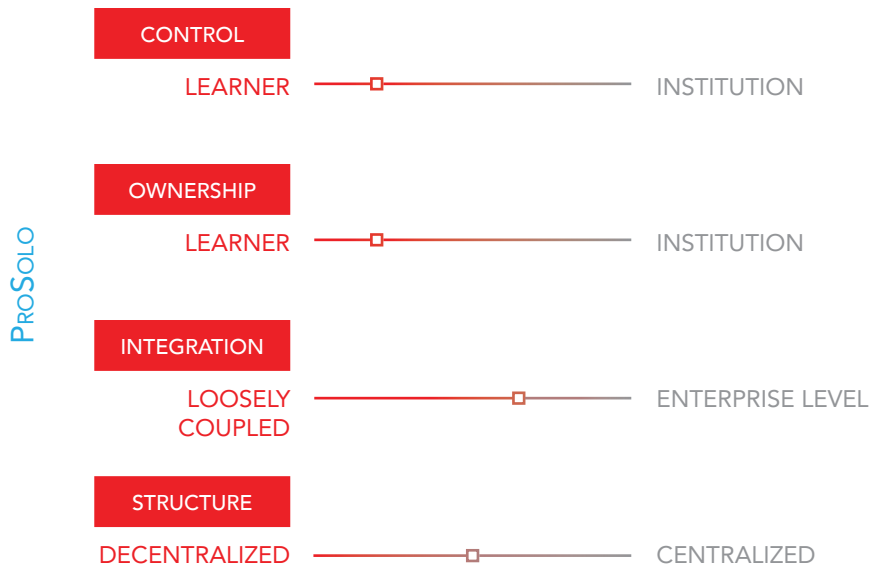 PROSOLO
CONTROL
LEARNER
INSTITUTION
OWNERSHIP
LEARNER
INSTITUTION
INTEGRATION
LOOSELY
COUPLED
ENTERPRISE LEVEL
STRUCTURE
DECENTRALIZED
CENTRALIZED